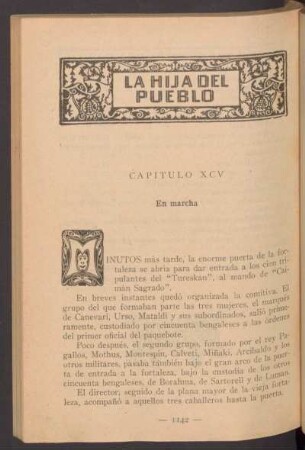 LA HIJA DEL
PUEBLO
CAPITULO XCV
En marcha
MINUTOS más tarde, la enorme puerta de la for-
taleza se abría para dar entrada a los cien tri-
pulantes del "Tereskan", al mando de "Cai-
mán Sagrado".
En breves instantes quedó organizada la comitiva. El
grupo del que formaban parte las tres mujeres, el marqués
de Canevari, Urso, Mataldi y sus subordinados, salió prime-
ramente, custodiado por cincuenta bengaleses a las órdenes
del primer oficial del paquebote.
Poco después, el segundo grupo, formado por el rey Pa-
gallos, Mothus, Montespín, Calveti, Miñaki, Arnobaldo y los
otros militares, pasaba también bajo el gran arco de la puer-
ta de entrada a la fortaleza, bajo la custodia de los otros
cincuenta bengaleses, de Borahma, de Sartorell y de
El director, seguido de la plana mayor de la vieja forta-
leza, acompañó a aquellos tres caballeros hasta la puerta.
— 1242 —